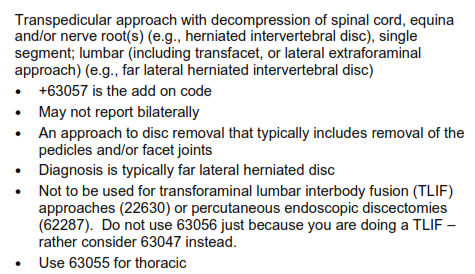 Transpedicular approach with decompression of spinal cord, equina
and/or nerve root(s) (e.g., herniated intervertebral disc), single
segment; lumbar (including transfacet, or lateral extraforaminal
approach) (e.g., far lateral herniated intervertebral disc)
• +63057 is the add on code
• May not report bilaterally
• An approach to disc removal that typically includes removal of the
pedicles and/or facet joints
• Diagnosis is typically far lateral herniated disc
• Not to be used for transforaminal lumbar interbody fusion (TLIF)
approaches (22630) or percutaneous endoscopic discectomies
(62287).  Do not use 63056 just because you are doing a TLIF –
rather consider 63047 instead.
• Use 63055 for thoracic